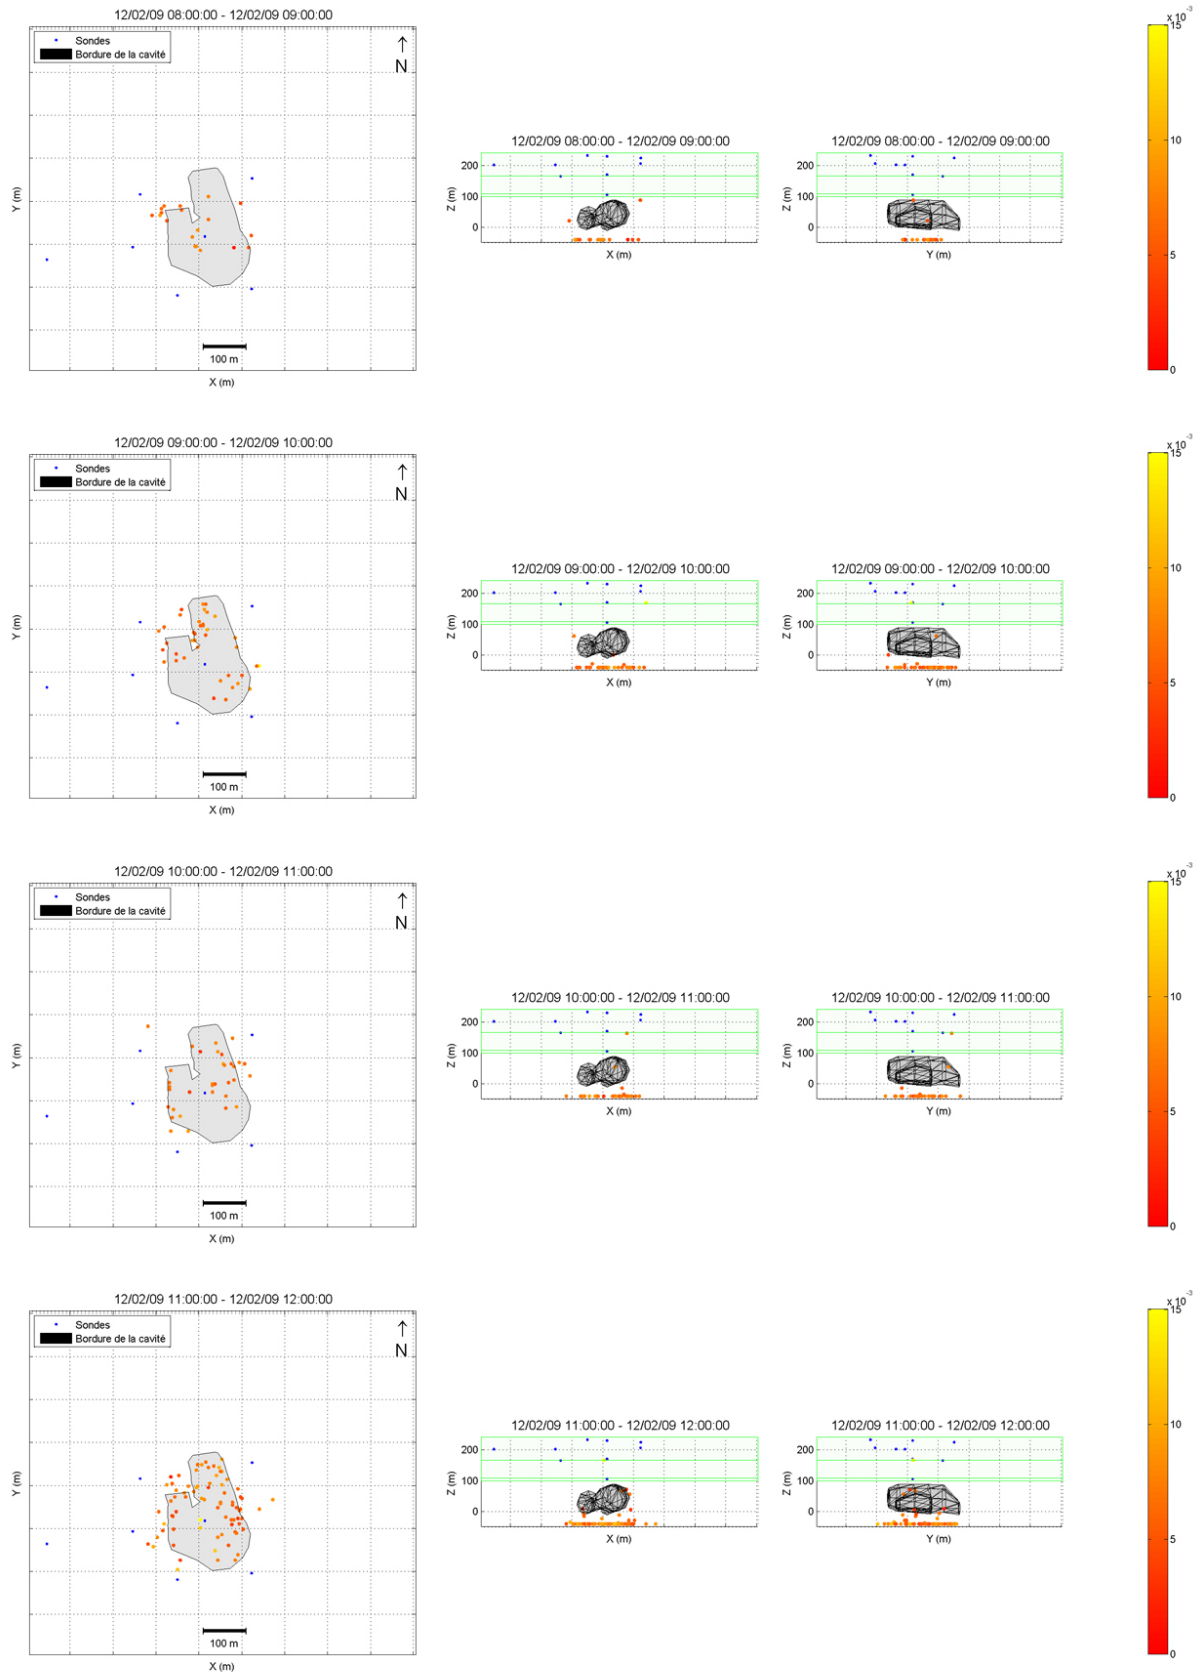 12/02/09 08:00:00 - 12/02/09 09:00:00
Sondes
Bordure de la cavité
N
Y (m)
100 m
X (m)
12/02/09 08:00:00 - 12/02/09 09:00:00
200
100
0
Z (m)
X (m)
12/02/09 08:00:00 - 12/02/09 09:00:00
200
100
0
Z (m)
Y (m)
x 10^-3
15
10
5
0
12/02/09 09:00:00 - 12/02/09 10:00:00
Sondes
Bordure de la cavité
N
Y (m)
100 m
X (m)
12/02/09 09:00:00 - 12/02/09 10:00:00
200
100
0
Z (m)
X (m)
12/02/09 09:00:00 - 12/02/09 10:00:00
200
100
0
Z (m)
Y (m)
x 10^-3
15
10
5
0
12/02/09 10:00:00 - 12/02/09 11:00:00
Sondes
Bordure de la cavité
N
Y (m)
100 m
X (m)
12/02/09 10:00:00 - 12/02/09 11:00:00
200
100
0
Z (m)
X (m)
12/02/09 10:00:00 - 12/02/09 11:00:00
200
100
0
Z (m)
Y (m)
x 10^-3
15
10
5
0
12/02/09 11:00:00 - 12/02/09 12:00:00
Sondes
Bordure de la cavité
N
Y (m)
100 m
X (m)
12/02/09 11:00:00 - 12/02/09 12:00:00
200
100
0
Z (m)
X (m)
12/02/09 11:00:00 - 12/02/09 12:00:00
200
100
0
Z (m)
Y (m)
x 10^-3
15
10
5
0